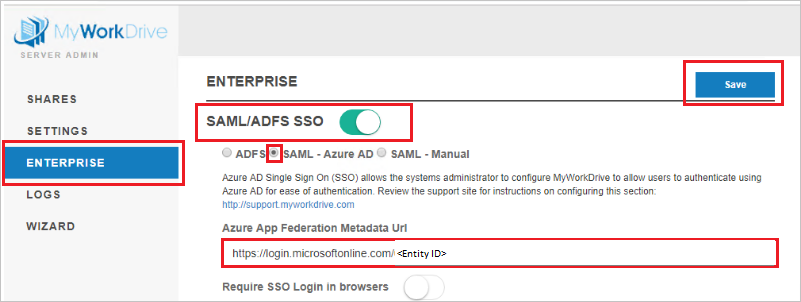 MyWorkDrive
SERVER ADMIN
SHARES
SETTINGS
ENTERPRISE
LOGS
WIZARD
ENTERPRISE
Save
SAML/ADFS SSO
ADFS SAML - Azure AD SAML - Manual
Azure AD Single Sign On (SSO) allows the systems administrator to configure MyWorkDrive to allow users to authenticate using
Azure AD for ease of authentication. Review the support site for instructions on configuring this section:
http://support.myworkdrive.com
Azure App Federation Metadata Url
https://login.microsoftonline.com/ <Entity ID>
Require SSO Login in browsers